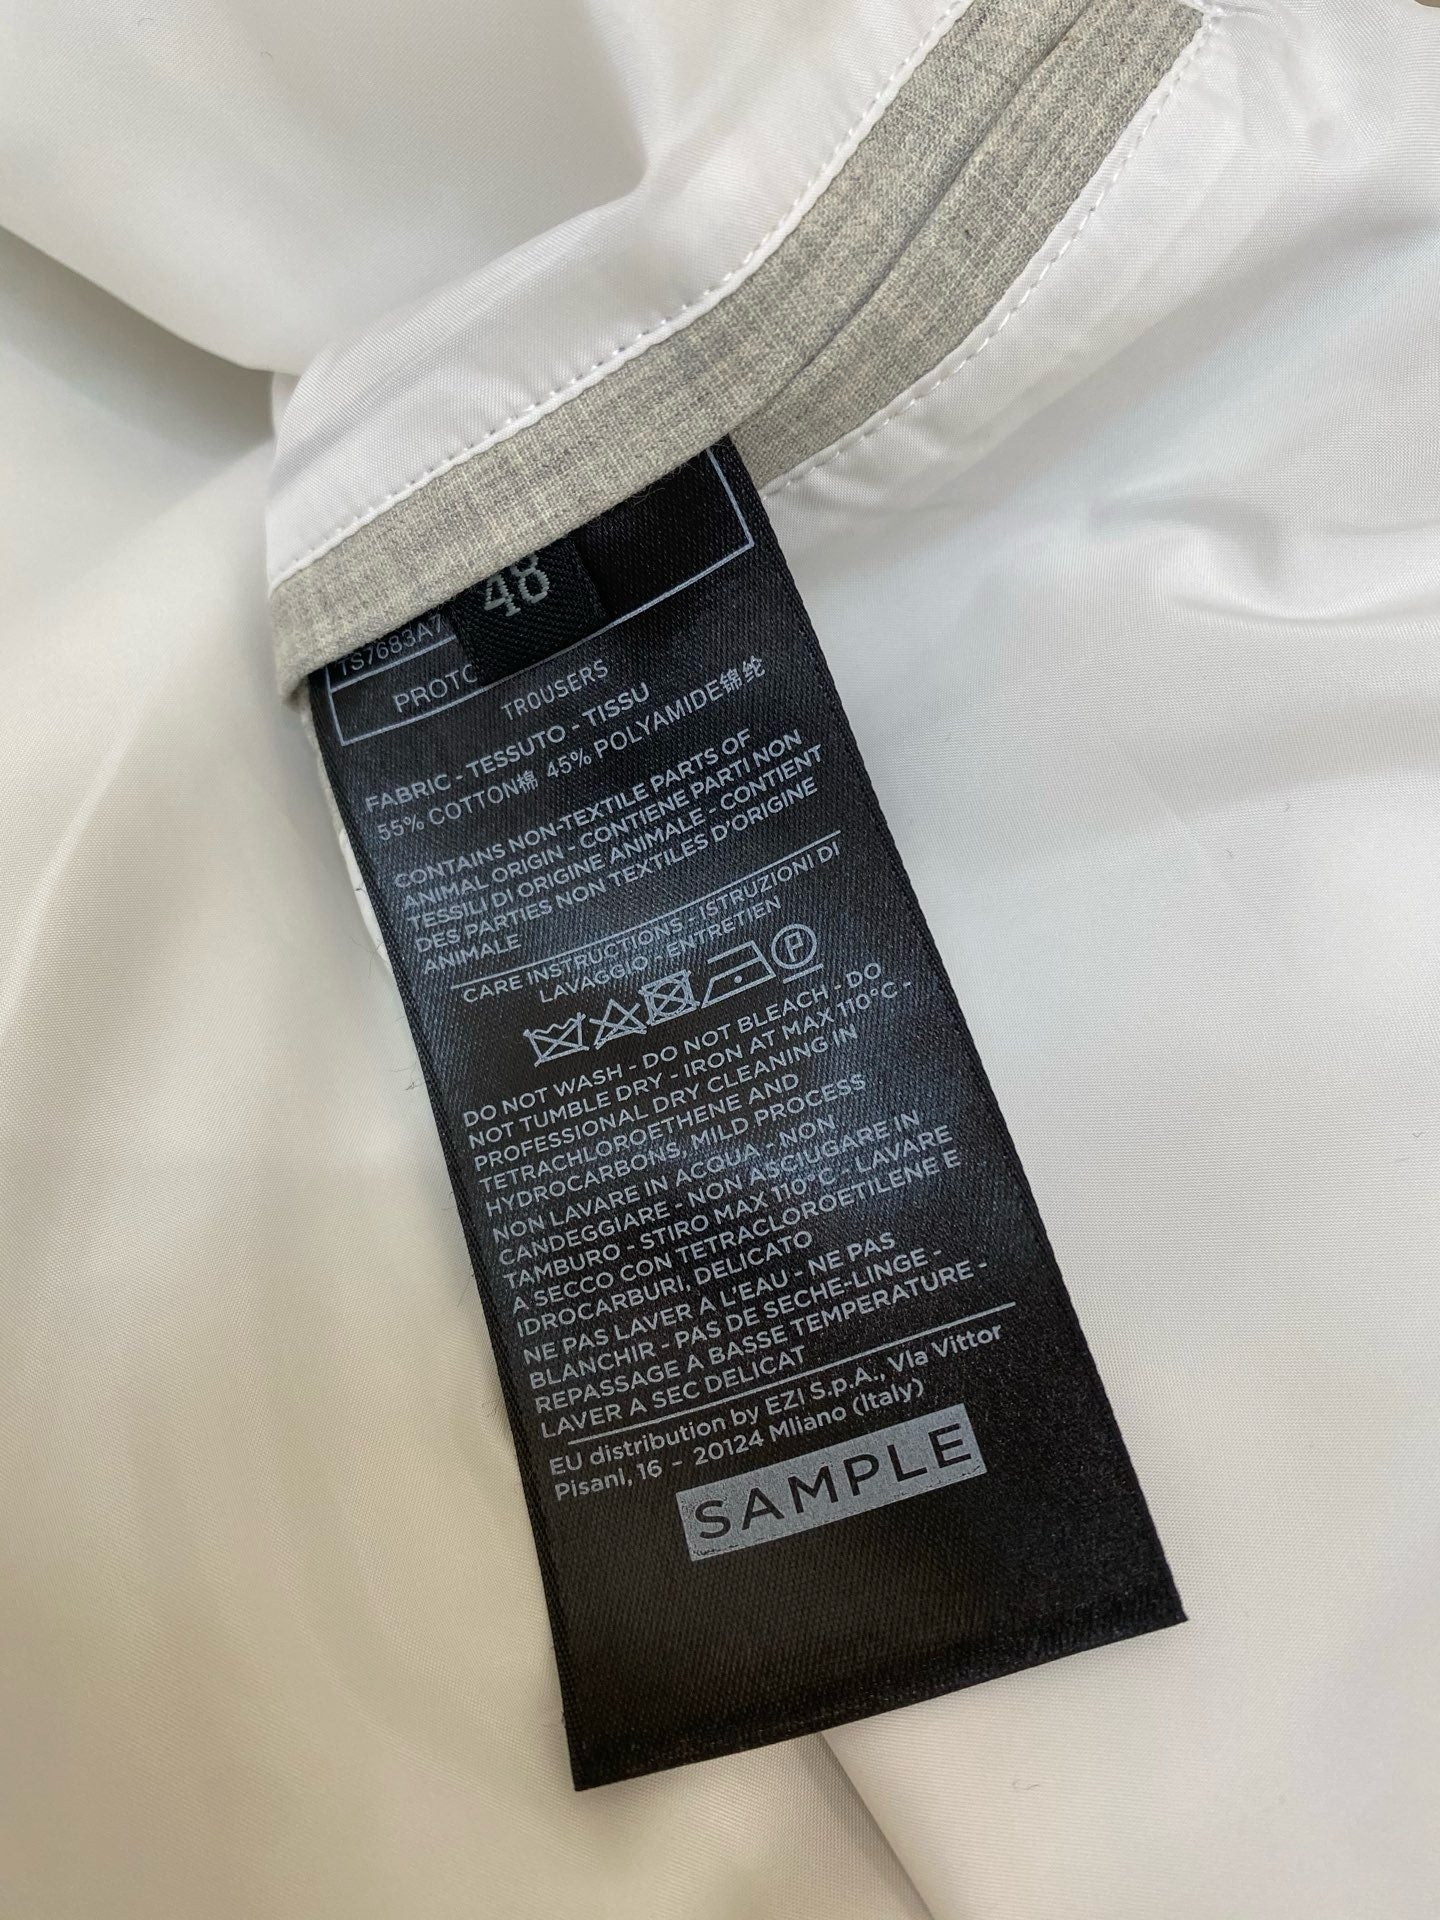 48
TS7683A7
PROTO
TROUSERS
FABRIC - TESSUTO - TISSU
55% COTTON棉 45% POLYAMIDE锦纶
CONTAINS NON-TEXTILE PARTS OF
ANIMAL ORIGIN - CONTIENE PARTI NON
TESSILI DI ORIGINE ANIMALE - CONTIENT
DES PARTIES NON TEXTILES D'ORIGINE
ANIMALE
CARE INSTRUCTIONS - ISTRUZIONI DI
LAVAGGIO - ENTRETIEN
P
DO NOT WASH - DO NOT BLEACH - DO
NOT TUMBLE DRY - IRON AT MAX 110°C -
PROFESSIONAL DRY CLEANING IN
TETRACHLOROETHENE AND
HYDROCARBONS, MILD PROCESS
NON LAVARE IN ACQUA - NON
CANDEGGIARE - NON ASCIUGARE IN
TAMBURO - STIRO MAX 110°C - LAVARE
A SECCO CON TETRACLOROETILENE E
IDROCARBURI, DELICATO
NE PAS LAVER À L'EAU - NE PAS
BLANCHIR - PAS DE SECHE-LINGE -
REPASSAGE A BASSE TEMPERATURE -
LAVER A SEC DELICAT
EU distribution by EZI S.p.A., Via Vittor
Pisani, 16 - 20124 Milano (Italy)
SAMPLE